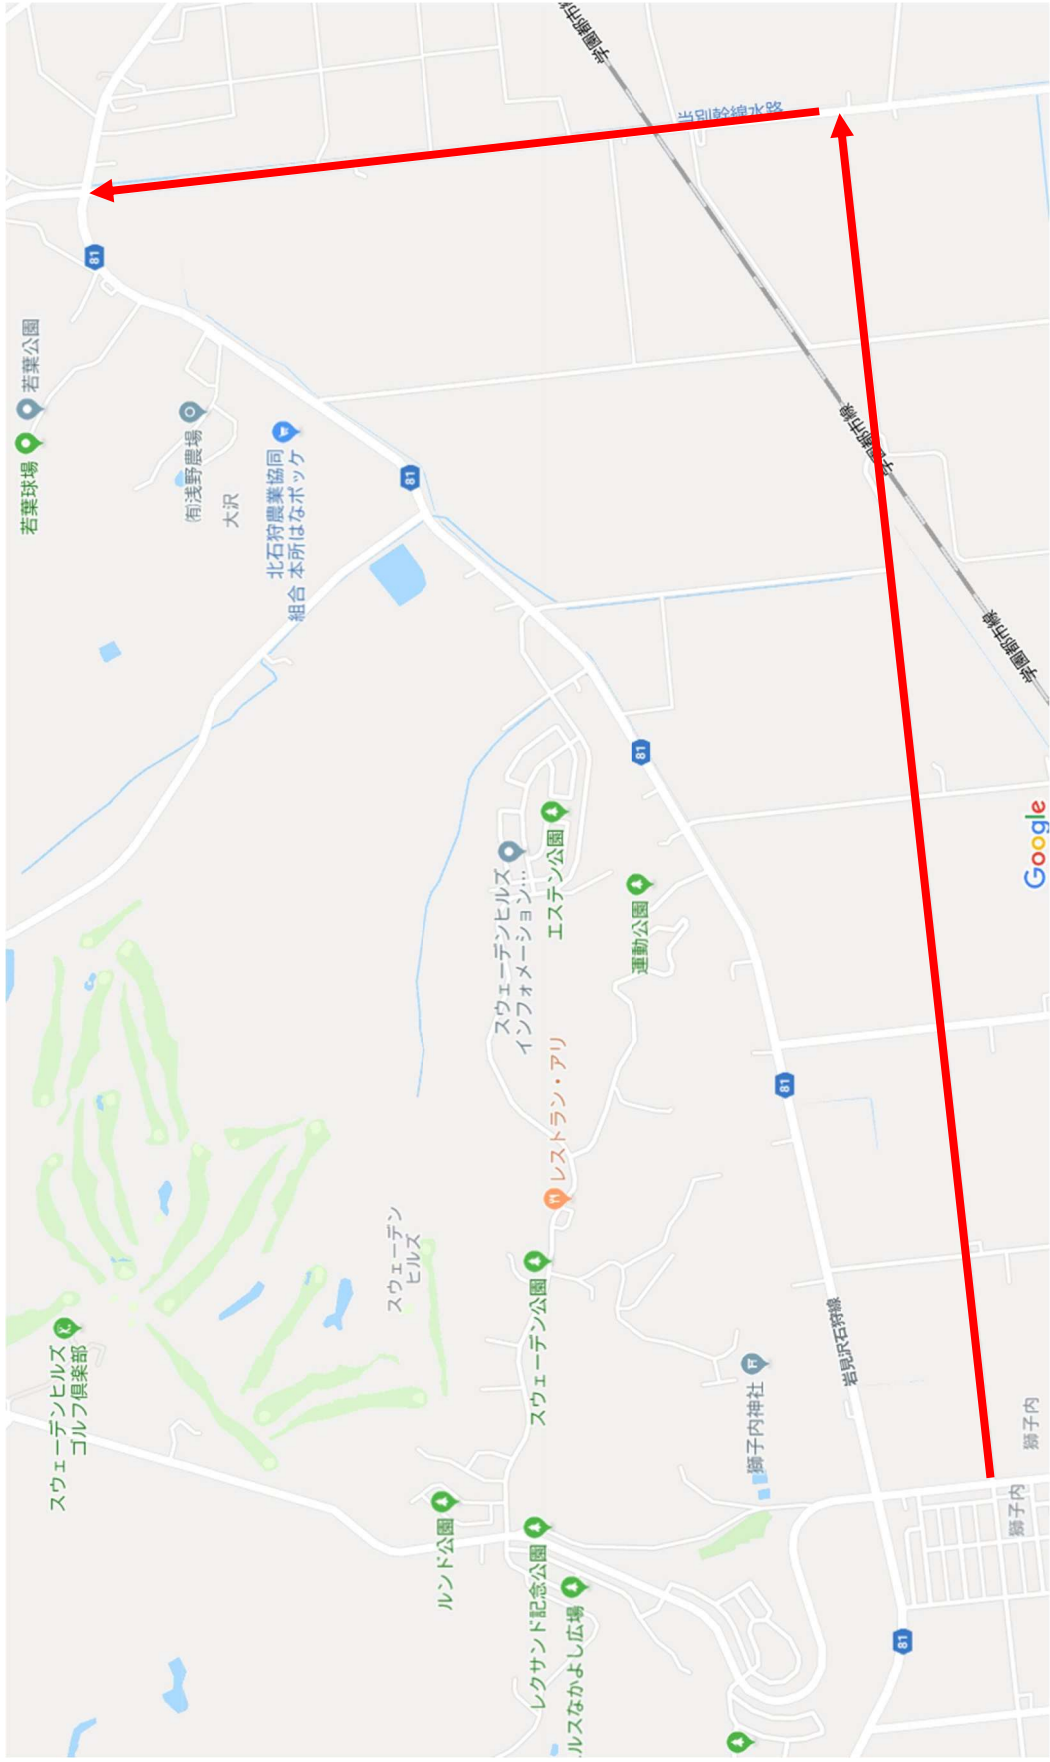 学園都市線
当別幹線水路
81
若葉公園
若葉球場
㈲浅野農場
大沢
北石狩農業協同
組合 本所はなポッケ
81
学園都市線
学園都市線
81
Google
エステン公園
スウェーデンヒルズ
インフォメーション...
運動公園
レストラン・アリ
81
スウェーデン
ヒルズ
スウェーデン公園
スウェーデンヒルズ
ゴルフ倶楽部
岩見沢石狩線
獅子内神社
獅子内
獅子内
ルンド公園
レクサンド記念公園
ルスなかよし広場
81